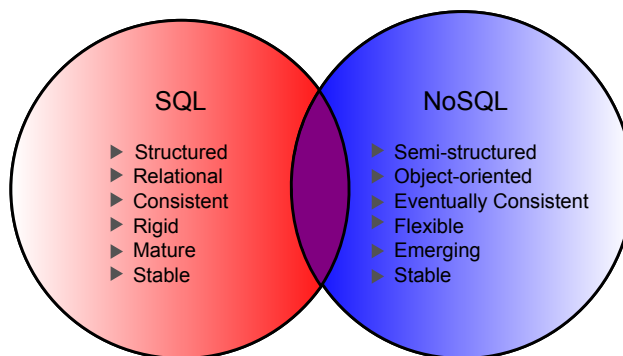 SQL
Structured
Relational
Consistent
Rigid
Mature
Stable
NoSQL
Semi-structured
Object-oriented
Eventually Consistent
Flexible
Emerging
Stable